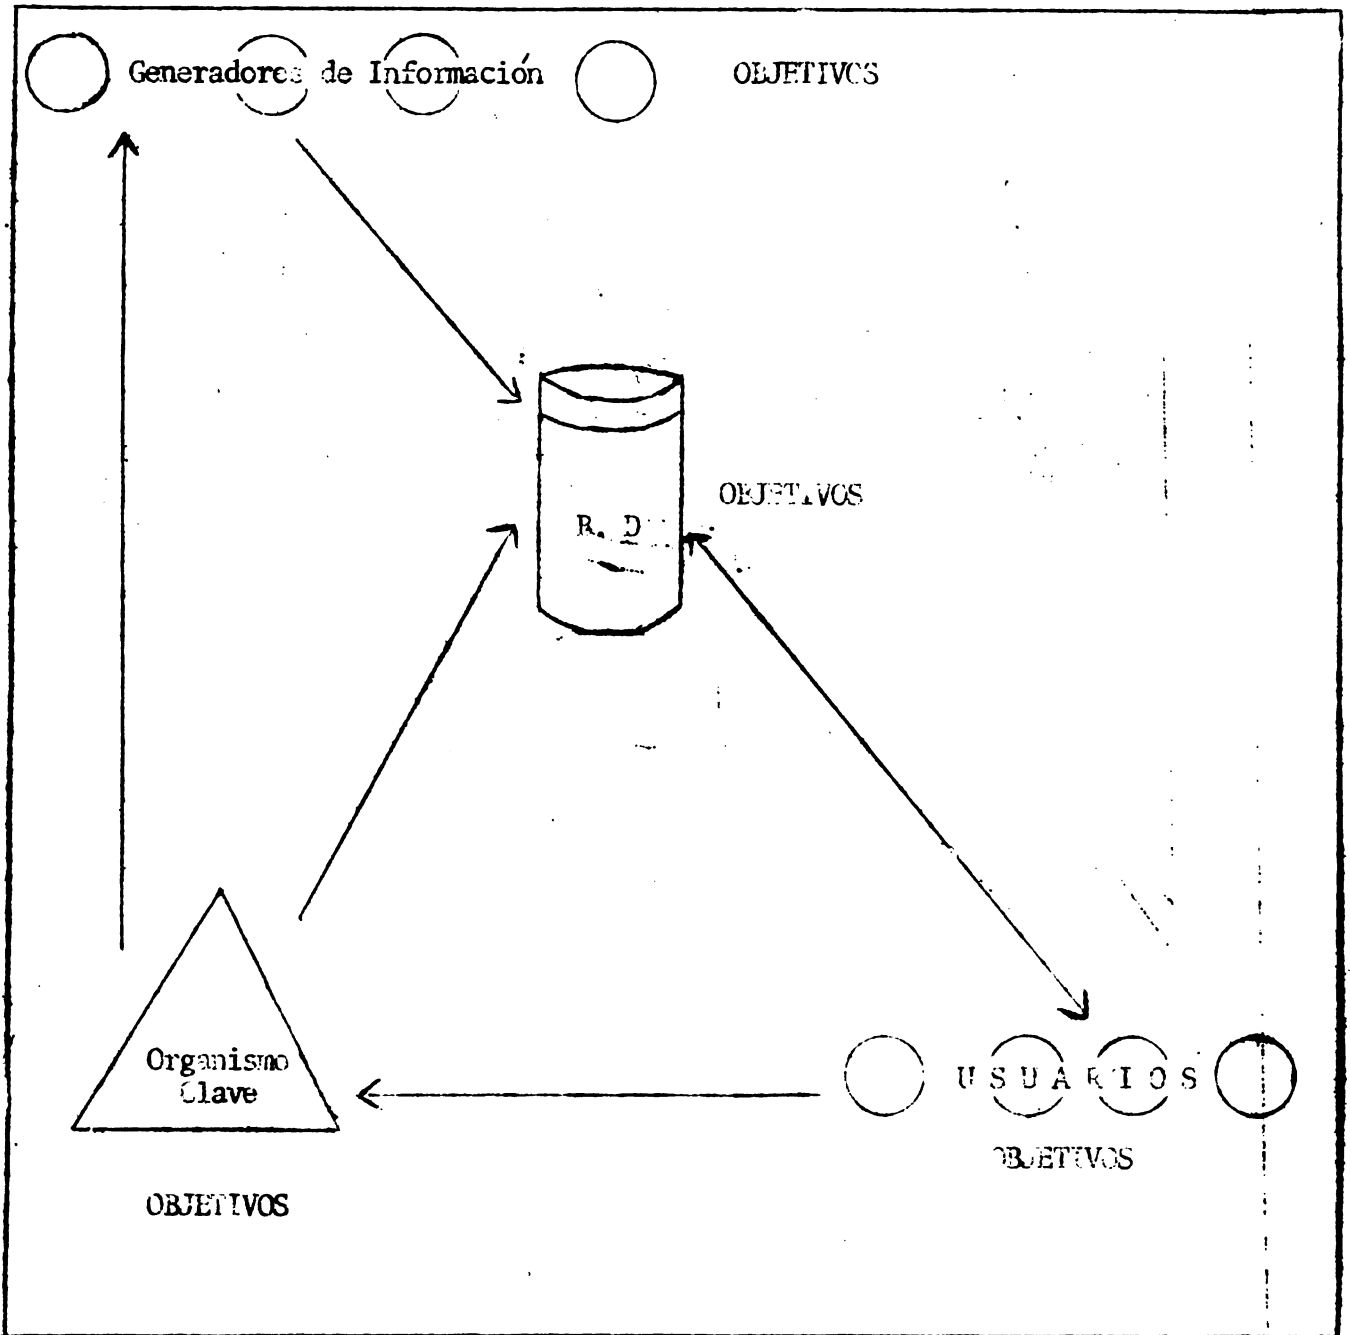 Generadores de Información
OBJETIVOS
OBJETIVOS
B. D
Organismo
Clave
USUARIOS
OBJETIVOS
OBJETIVOS